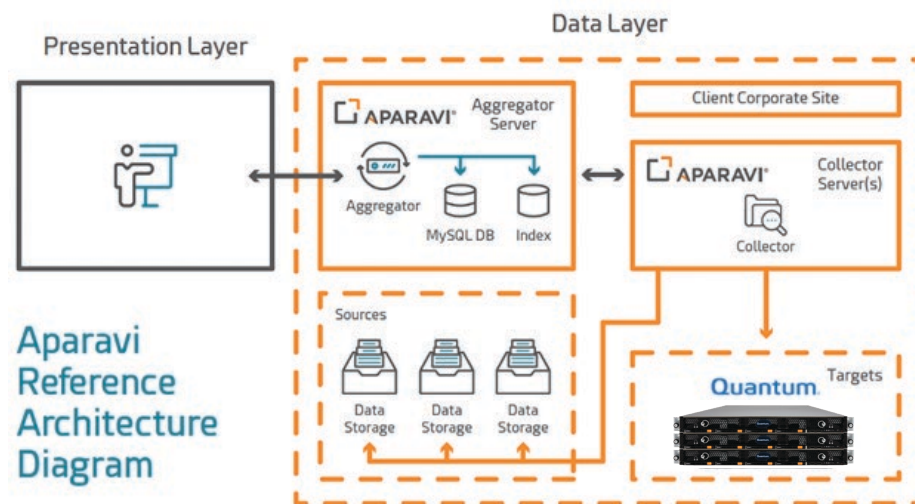 Presentation Layer
Data Layer
APARAVI®
Aggregator
Server
Aggregator
MySQL DB
Index
Client Corporate Site
APARAVI®
Collector
Server(s)
Collector
Sources
Data
Storage
Data
Storage
Data
Storage
Targets
Quantum.
Aparavi
Reference
Architecture
Diagram